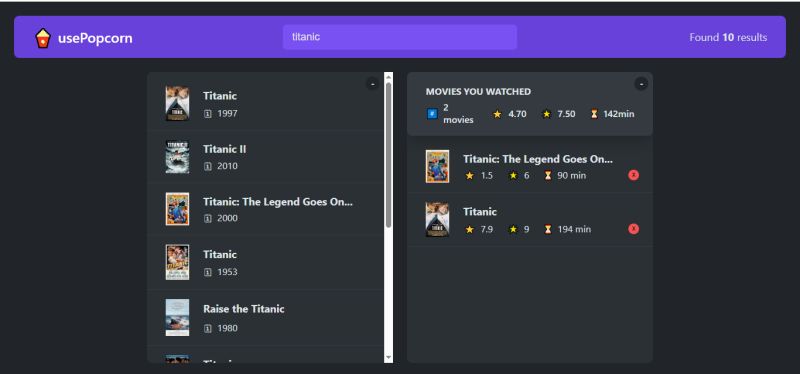 usePopcorn
titanic
Found 10 results
-
Titanic
1997
Titanic II
2010
Titanic: The Legend Goes On...
2000
Titanic
1953
Raise the Titanic
1980
-
MOVIES YOU WATCHED
2 movies
4.70
7.50
142min
Titanic: The Legend Goes On...
1.5
6
90 min
X
Titanic
7.9
9
194 min
X